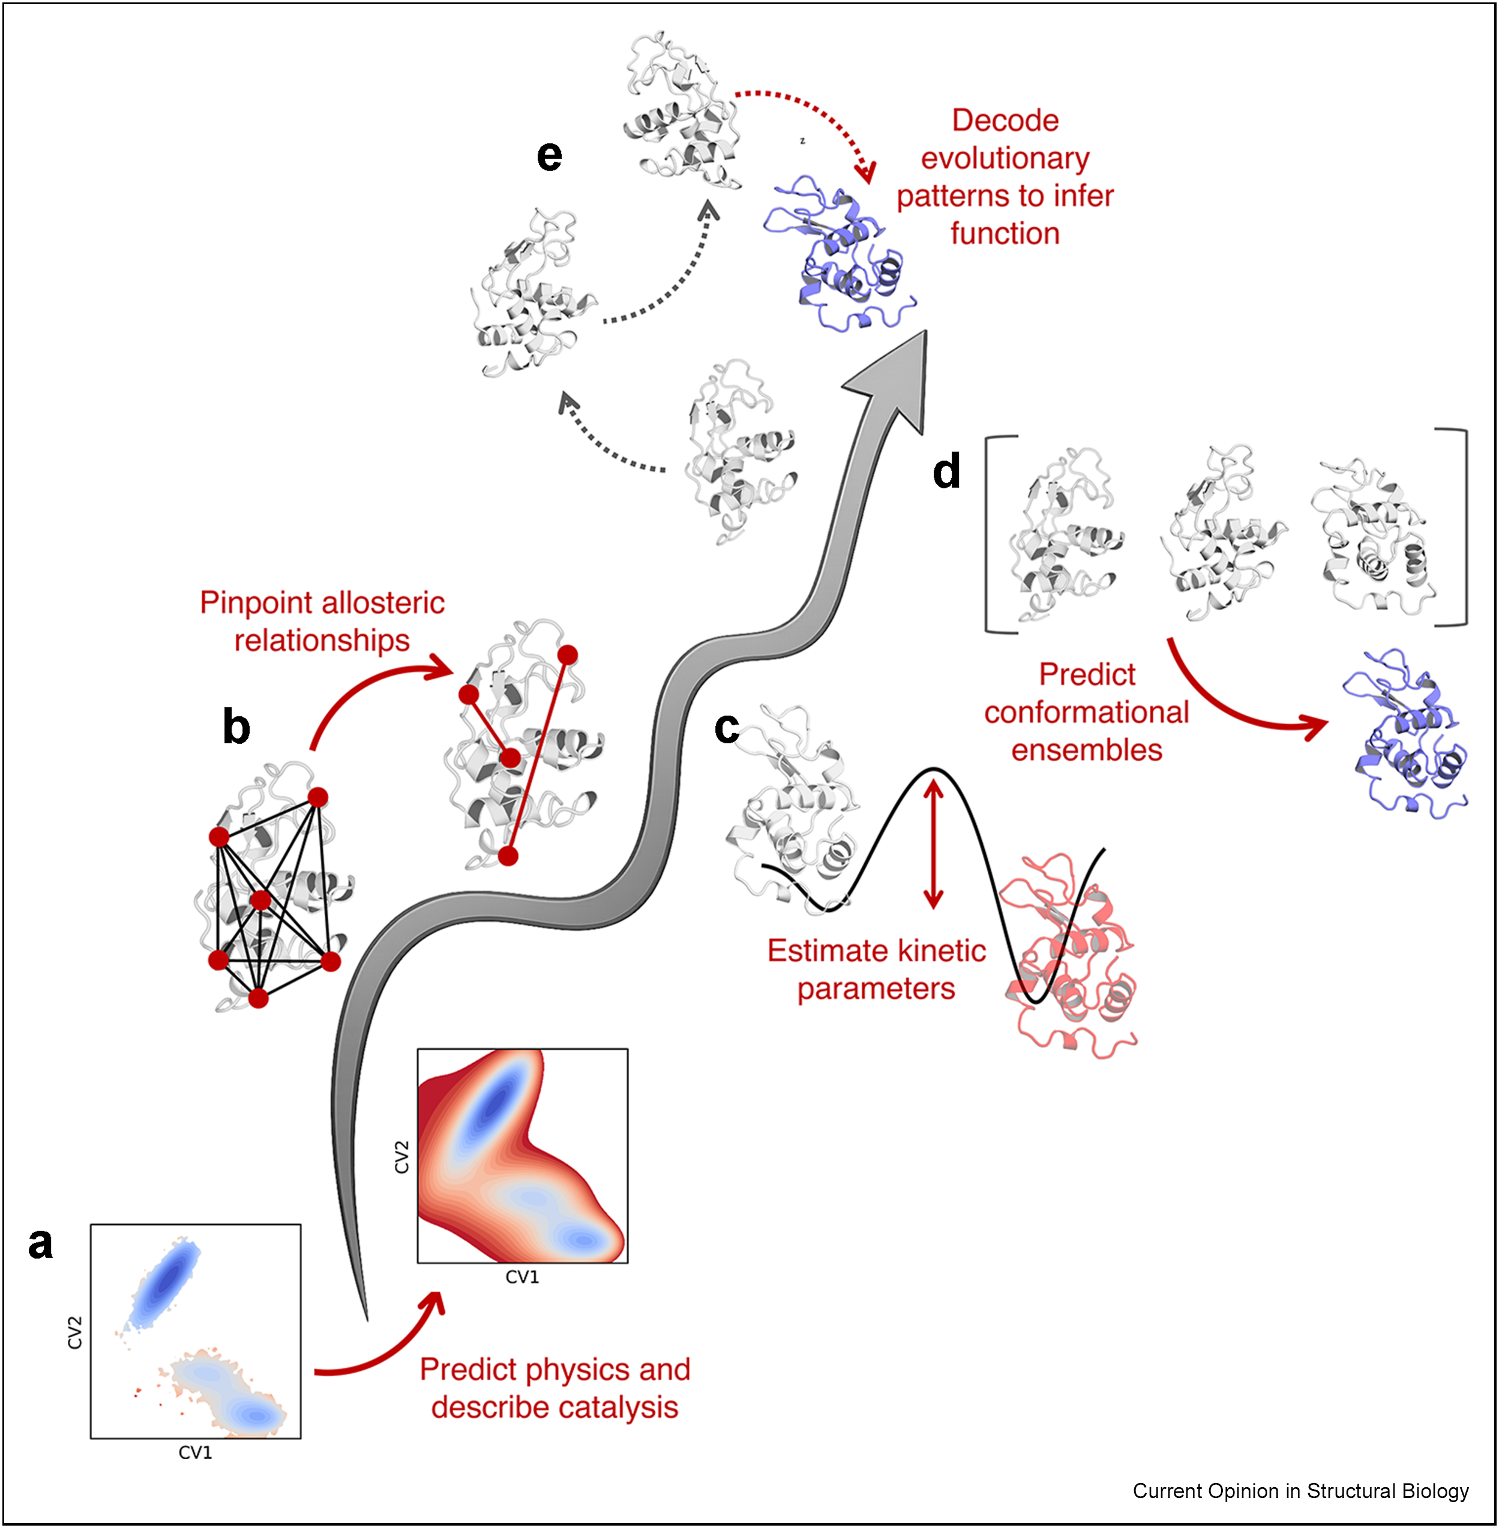 e
z
Decode
evolutionary
patterns to infer
function
d
Pinpoint allosteric
relationships
b
c
Predict
conformational
ensembles
Estimate kinetic
parameters
CV2
CV1
a
CV2
CV1
Predict physics and
describe catalysis
Current Opinion in Structural Biology